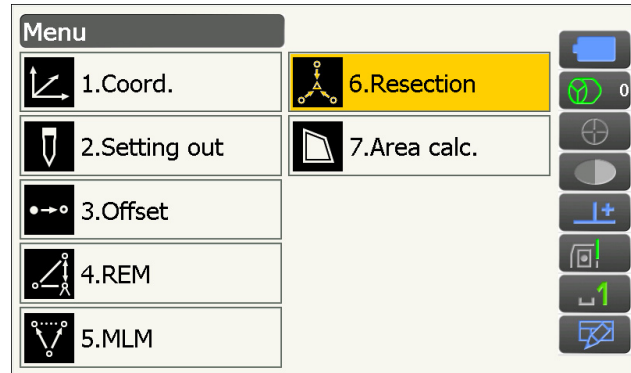 Menu
1.Coord.
2.Setting out
3.Offset
4.REM
5.MLM
6.Resection
7.Area calc.
0
1